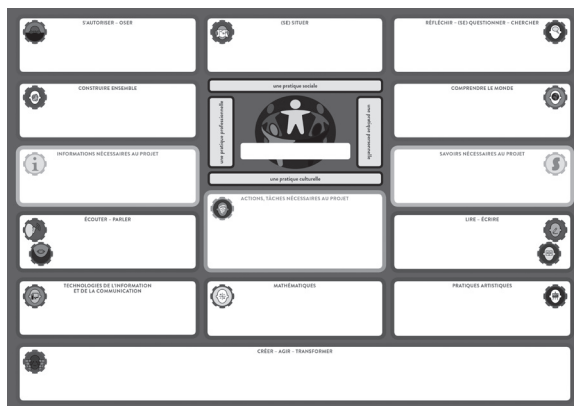 S'AUTORISER - OSER
(SE) SITUER
RÉFLÉCHIR - (SE) QUESTIONNER - CHERCHER
CONSTRUIRE ENSEMBLE
une pratique sociale
une pratique professionnelle
une pratique personnelle
une pratique culturelle
COMPRENDRE LE MONDE
INFORMATIONS NÉCESSAIRES AU PROJET
i
SAVOIRS NÉCESSAIRES AU PROJET
S
ACTIONS, TÂCHES NÉCESSAIRES AU PROJET
ÉCOUTER - PARLER
LIRE - ÉCRIRE
TECHNOLOGIES DE L'INFORMATION
ET DE LA COMMUNICATION
MATHÉMATIQUES
PRATIQUES ARTISTIQUES
CRÉER - AGIR - TRANSFORMER